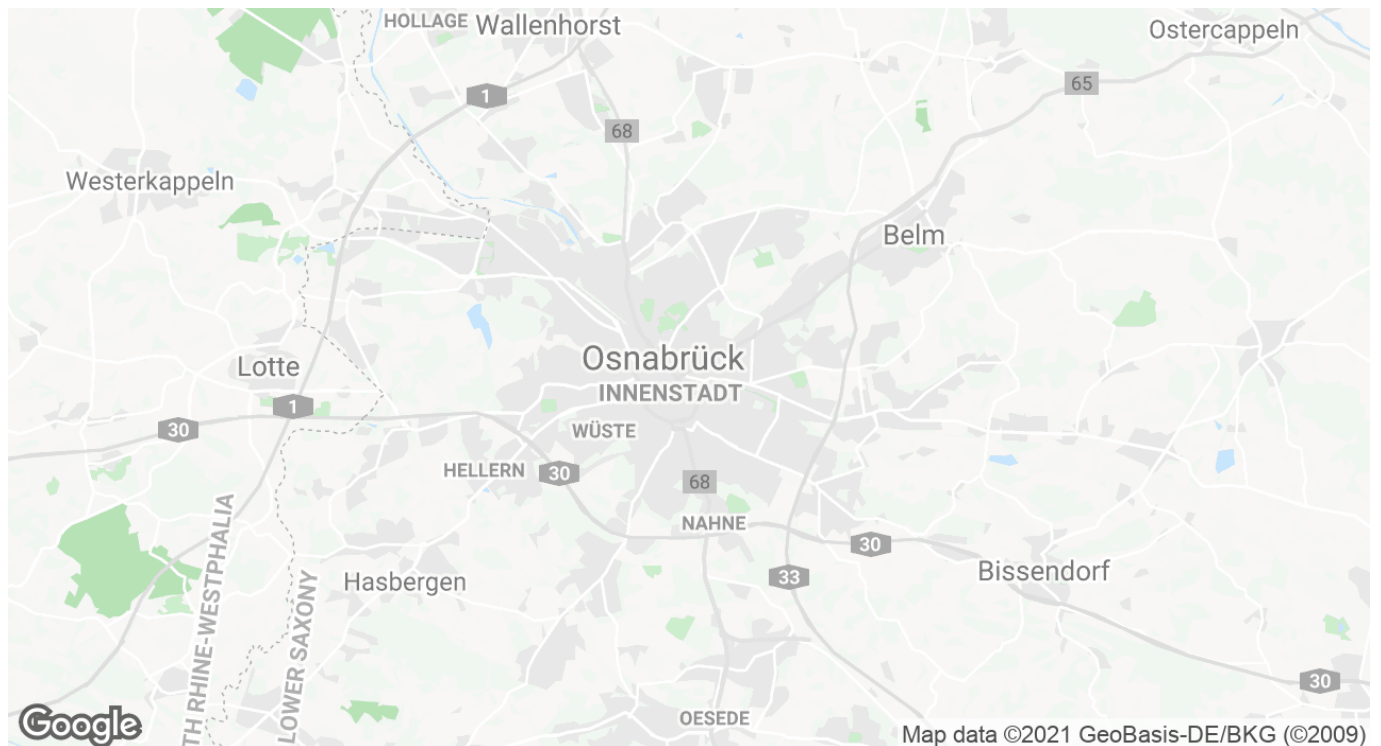 HOLLAGE
Wallenhorst
Ostercappeln
65
1
68
Westerkappeln
Belm
Osnabrück
Lotte
INNENSTADT
1
30
WÜSTE
HELLERN
30
68
NAHNE
30
33
Bissendorf
Hasbergen
TH RHINE-WESTPHALIA
LOWER SAXONY
30
OESEDE
Google
Map data ©2021 GeoBasis-DE/BKG (©2009)